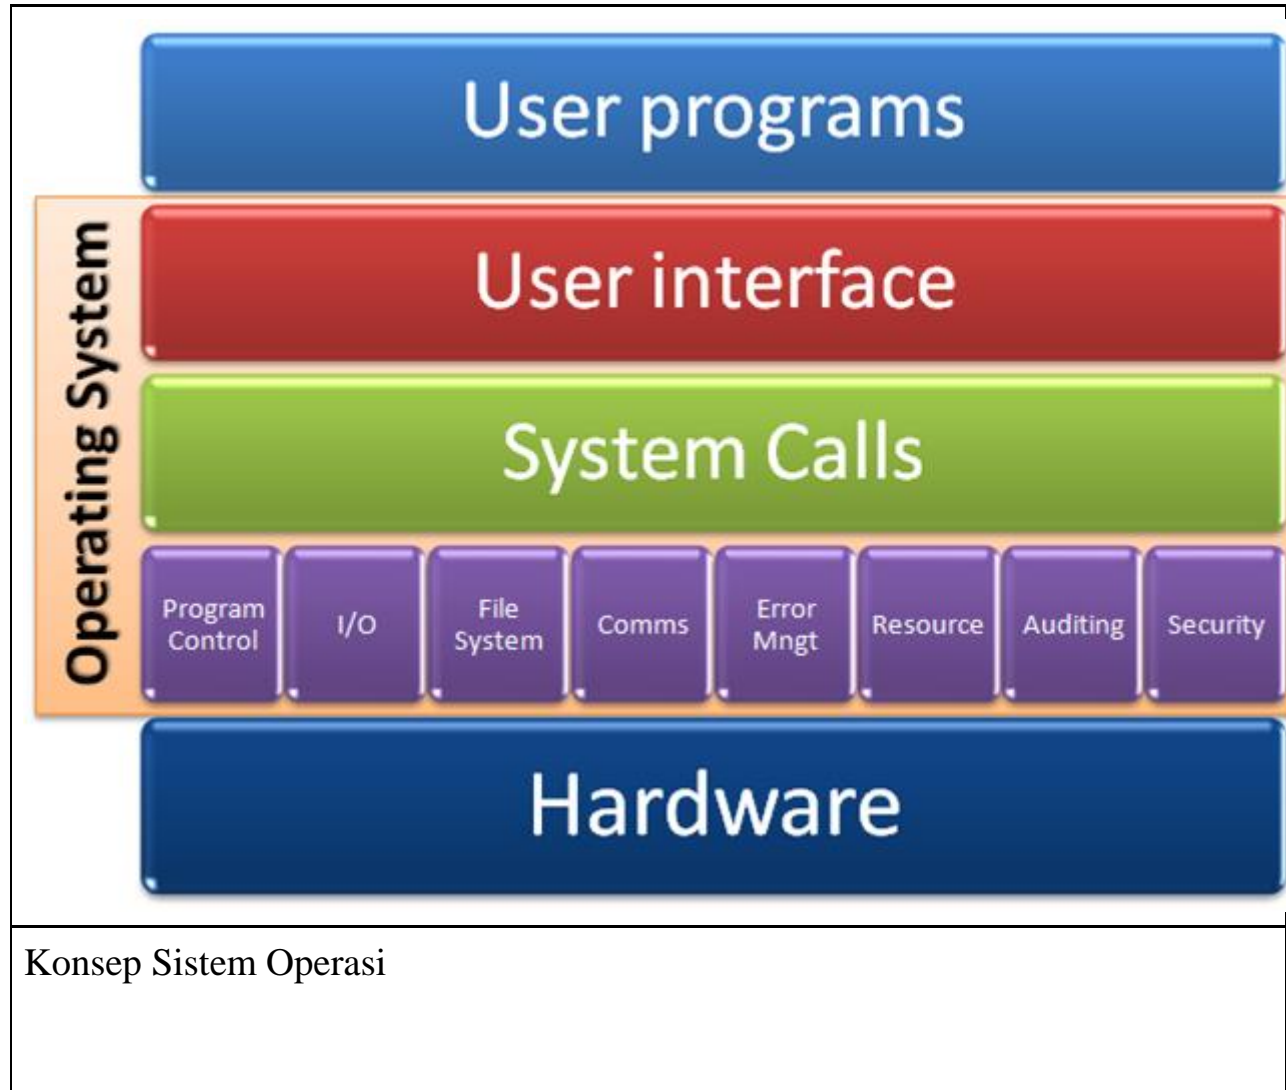 User programs
Operating System
User interface
System Calls
Program
Control
I/O
File
System
Comms
Error
Mngt
Resource
Auditing
Security
Hardware
Konsep Sistem Operasi